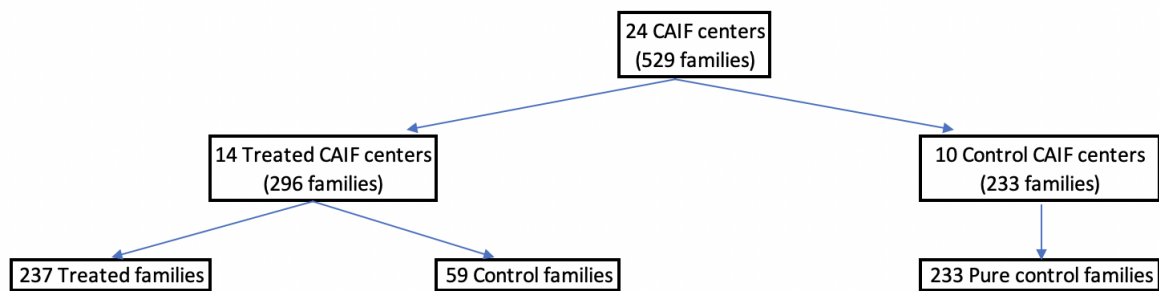 24 CAIF centers
(529 families)
14 Treated CAIF centers
(296 families)
10 Control CAIF centers
(233 families)
237 Treated families
59 Control families
233 Pure control families